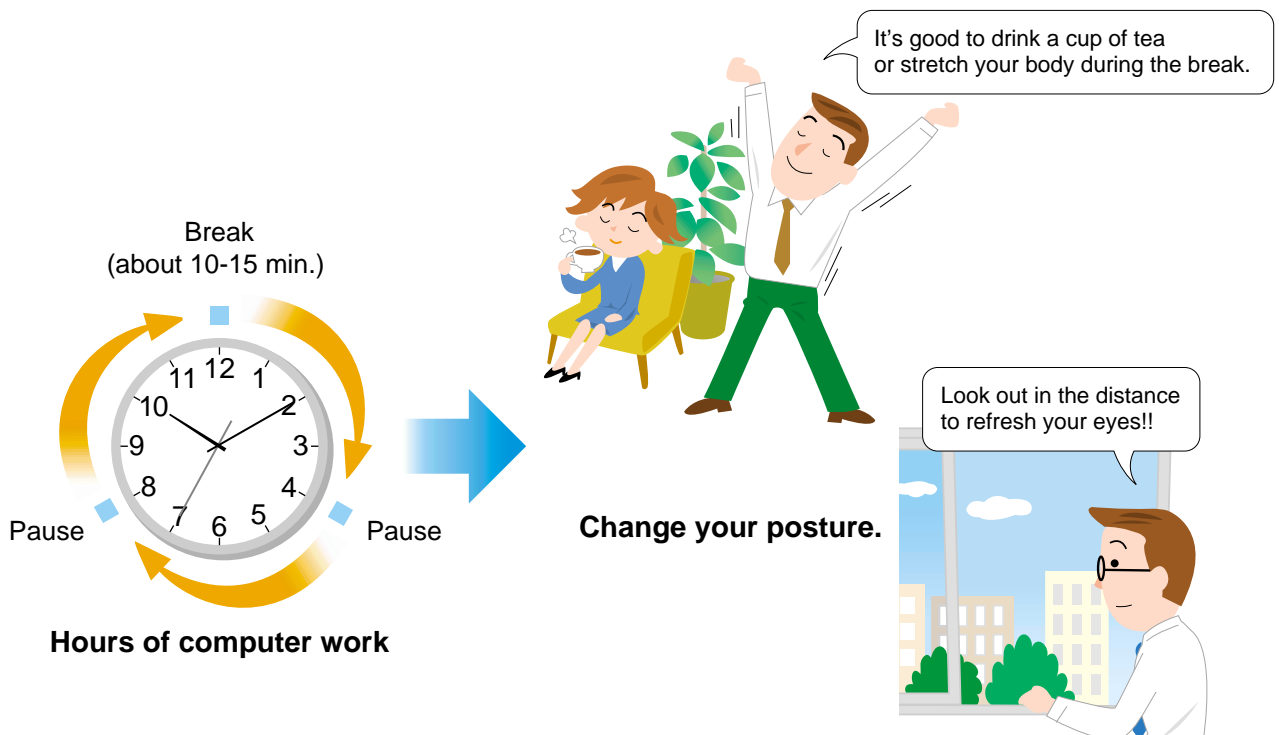 It's good to drink a cup of tea
or stretch your body during the break.
Break
(about 10-15 min.)
12
1
2
3
4
5
6
7
8
9
10
11
Pause
Pause
Hours of computer work
Change your posture.
Look out in the distance
to refresh your eyes!!